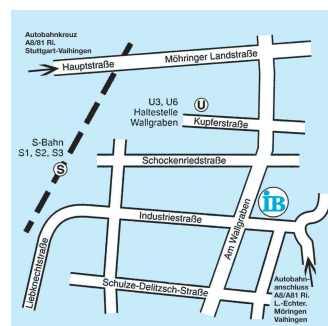 Autobahnkreuz
A8/81 Ri.
Stuttgart-Vaihingen
Hauptstraße
Möhringer Landstraße
U3, U6
Haltestelle
Wallgraben
U
Kupferstraße
S-Bahn
S1, S2, S3
S
Schockenriedstraße
iB
Am Wallgraben
Industriestraße
Liebknechtstraße
Schulze-Delitzsch-Straße
Autobahn-
anschluss
A8/A81 Ri.
L.-Echter.
Möringen
Vaihingen